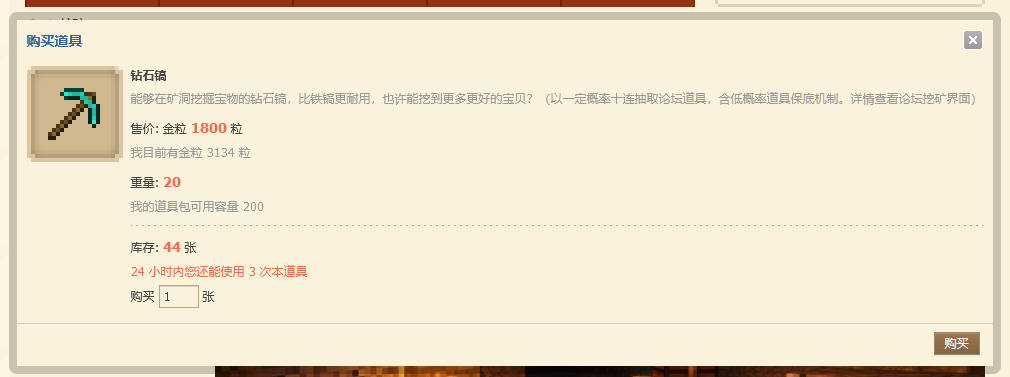 购买道具
钻石镐
能够在矿洞挖掘宝物的钻石镐，比铁镐更耐用，也许能挖到更多更好的宝贝？ (以一定概率十连抽取论坛道具，含低概率道具保底机制。详情查看论坛挖矿界面)
售价: 金粒 1800 粒
我目前有金粒 3134 粒
重量: 20
我的道具包可用容量 200
库存: 44 张
24 小时内您还能使用 3 次本道具
购买 1 张
购买